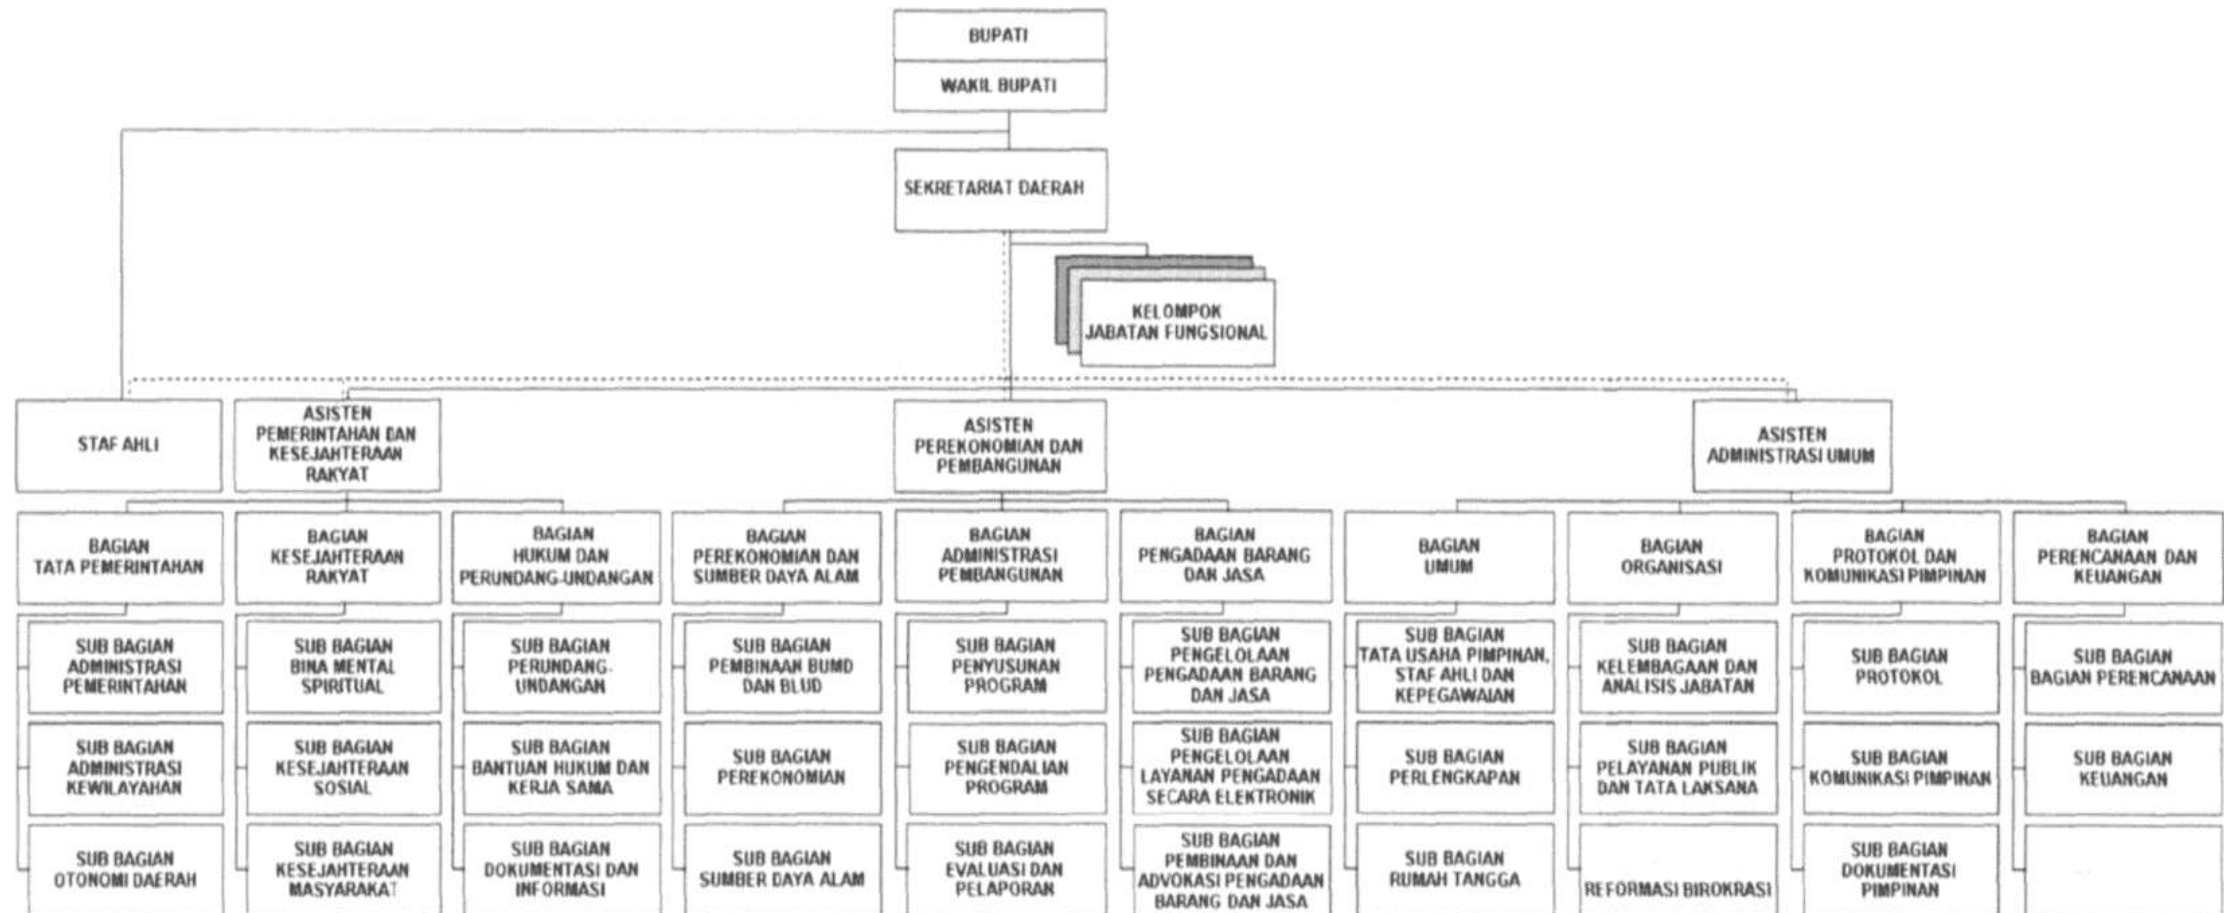 BUPATI
WAKIL BUPATI
SEKRETARIAT DAERAH
KELOMPOK
JABATAN FUNGSIONAL
STAF AHLI
ASISTEN
PEMERINTAHAN DAN
KESEJAHTERAAN
RAKYAT
ASISTEN
PEREKONOMIAN DAN
PEMBANGUNAN
ASISTEN
ADMINISTRASI UMUM
BAGIAN
TATA PEMERINTAHAN
BAGIAN
KESEJAHTERAAN
RAKYAT
BAGIAN
HUKUM DAN
PERUNDANG-UNDANGAN
BAGIAN
PEREKONOMIAN DAN
SUMBER DAYA ALAM
BAGIAN
ADMINISTRASI
PEMBANGUNAN
BAGIAN
PENGADAAN BARANG
DAN JASA
BAGIAN
UMUM
BAGIAN
ORGANISASI
BAGIAN
PROTOKOL DAN
KOMUNIKASI PIMPINAN
BAGIAN
PERENCANAAN DAN
KEUANGAN
SUB BAGIAN
ADMINISTRASI
PEMERINTAHAN
SUB BAGIAN
BINA MENTAL
SPIRITUAL
SUB BAGIAN
PERUNDANG-
UNDANGAN
SUB BAGIAN
PEMBINAAN BUMD
DAN BLUD
SUB BAGIAN
PENYUSUNAN
PROGRAM
SUB BAGIAN
PENGELOLAAN
PENGADAAN BARANG
DAN JASA
SUB BAGIAN
TATA USAHA PIMPINAN,
STAF AHLI DAN
KEPEGAWAIAN
SUB BAGIAN
KELEMBAGAAN DAN
ANALISIS JABATAN
SUB BAGIAN
PROTOKOL
SUB BAGIAN
BAGIAN PERENCANAAN
SUB BAGIAN
ADMINISTRASI
KEWILAYAHAN
SUB BAGIAN
KESEJAHTERAAN
SOSIAL
SUB BAGIAN
BANTUAN HUKUM DAN
KERJA SAMA
SUB BAGIAN
PEREKONOMIAN
SUB BAGIAN
PENGENDALIAN
PROGRAM
SUB BAGIAN
PENGELOLAAN
LAYANAN PENGADAAN
SECARA ELEKTRONIK
SUB BAGIAN
PERLENGKAPAN
SUB BAGIAN
PELAYANAN PUBLIK
DAN TATA LAKSANA
SUB BAGIAN
KOMUNIKASI PIMPINAN
SUB BAGIAN
KEUANGAN
SUB BAGIAN
OTONOMI DAERAH
SUB BAGIAN
KESEJAHTERAAN
MASYARAKAT
SUB BAGIAN
DOKUMENTASI DAN
INFORMASI
SUB BAGIAN
SUMBER DAYA ALAM
SUB BAGIAN
EVALUASI DAN
PELAPORAN
SUB BAGIAN
PEMBINAAN DAN
ADVOKASI PENGADAAN
BARANG DAN JASA
SUB BAGIAN
RUMAH TANGGA
REFORMASI BIROKRASI
SUB BAGIAN
DOKUMENTASI
PIMPINAN